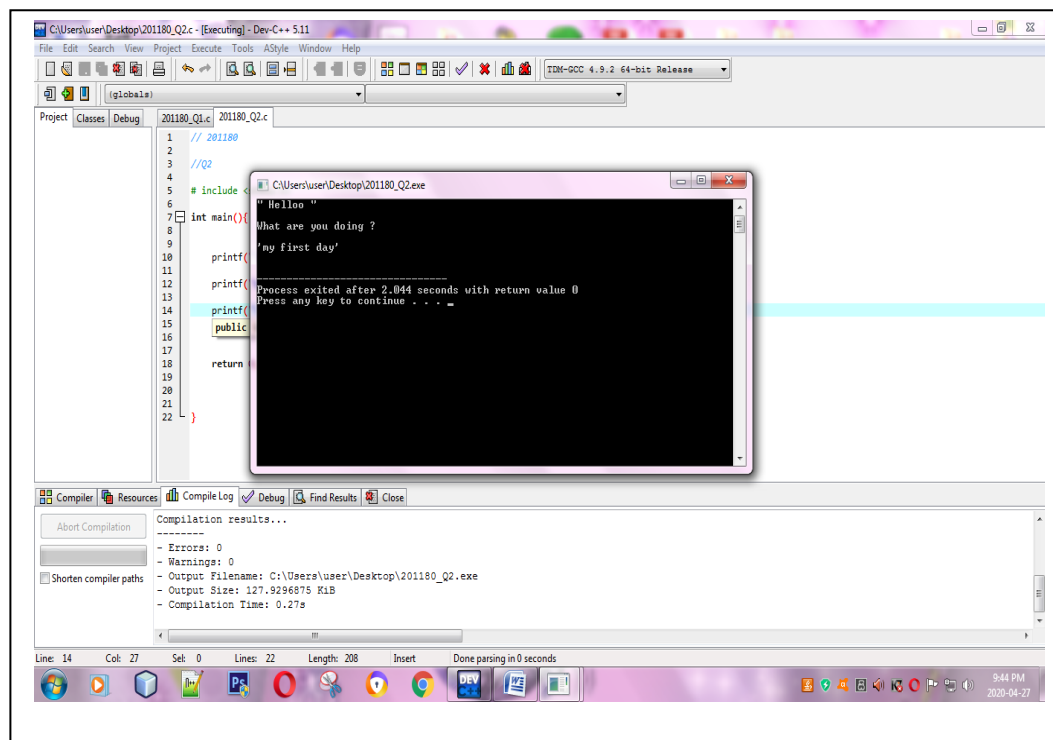 C:\Users\user\Desktop\201180_Q2.c - [Executing] - Dev-C++ 5.11
File Edit Search View Project Execute Tools AStyle Window Help
TDM-GCC 4.9.2 64-bit Release
(globals)
Project Classes Debug 201180_Q1.c 201180_Q2.c
1 // 201180
2
3 //Q2
4
5 # include <
6
7 int main(){
8
9
10 printf(
11
12 printf(
13
14 printf(
15 public
16
17
18 return
19
20
21
22 }
C:\Users\user\Desktop\201180_Q2.exe
" Helloo "
What are you doing ?
'my first day'
--------------------------------
Process exited after 2.044 seconds with return value 0
Press any key to continue . . . _
Compiler Resources Compile Log Debug Find Results Close
Abort Compilation
Shorten compiler paths
Compilation results...
--------
- Errors: 0
- Warnings: 0
- Output Filename: C:\Users\user\Desktop\201180_Q2.exe
- Output Size: 127.9296875 KiB
- Compilation Time: 0.27s
Line: 14 Col: 27 Sel: 0 Lines: 22 Length: 208 Insert Done parsing in 0 seconds
Ps
DEV
C++
9:44 PM
2020-04-27